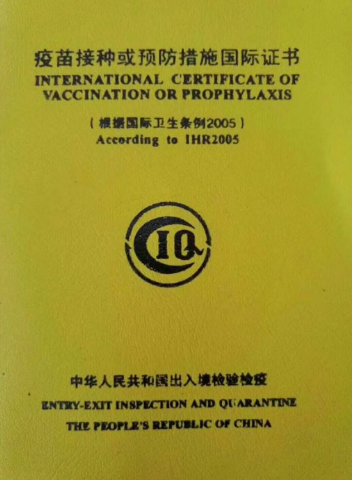 疫苗接种或预防措施国际证书
INTERNATIONAL CERTIFICATE OF
VACCINATION OR PROPHYLAXIS
（根据国际卫生条例2005）
According to IHR2005
CIQ
中华人民共和国出入境检验检疫
ENTRY-EXIT INSPECTION AND QUARANTINE
THE PEOPLE'S REPUBLIC OF CHINA